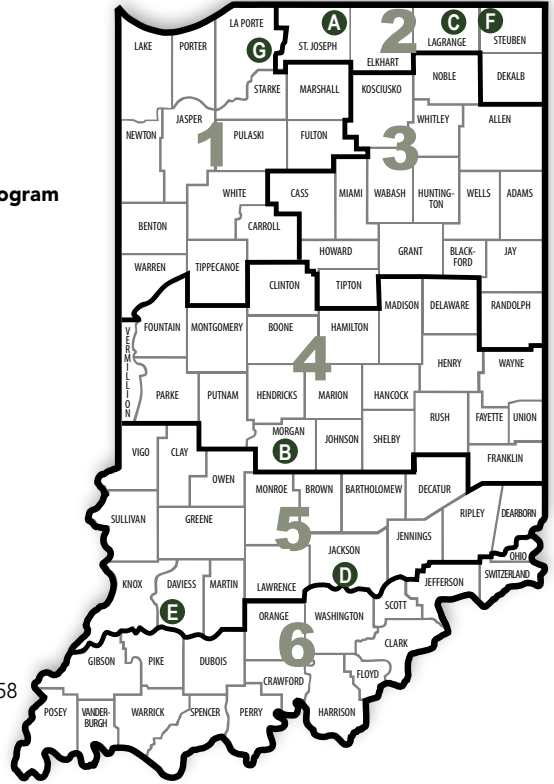 LA PORTE
A
2
C
F
LAKE
PORTER
ST. JOSEPH
LAGRANGE
STEUBEN
G
ELKHART
STARKE
MARSHALL
KOSCIUSKO
NOBLE
DEKALB
NEWTON
JASPER
1
PULASKI
FULTON
3
WHITLEY
ALLEN
ogram
WHITE
CASS
MIAMI
WABASH
HUNTING-
TON
WELLS
ADAMS
BENTON
CARROLL
HOWARD
GRANT
BLACK-
FORD
JAY
WARREN
TIPPECANOE
CLINTON
TIPTON
MADISON
DELAWARE
RANDOLPH
VERMILLION
FOUNTAIN
MONTGOMERY
BOONE
HAMILTON
4
HENRY
WAYNE
PARKE
PUTNAM
HENDRICKS
MARION
HANCOCK
RUSH
FAYETTE
UNION
MORGAN
B
JOHNSON
SHELBY
VIGO
CLAY
FRANKLIN
OWEN
MONROE
BROWN
BARTHOLOMEW
DECATUR
SULLIVAN
GREENE
5
RIPLEY
DEARBORN
JENNINGS
JACKSON
OHIO
KNOX
DAVIESS
MARTIN
LAWRENCE
D
JEFFERSON
SWITZERLAND
E
ORANGE
WASHINGTON
SCOTT
6
CLARK
GIBSON
PIKE
DUBOIS
CRAWFORD
FLOYD
58
POSEY
VANDER-
BURGH
WARRICK
SPENCER
PERRY
HARRISON